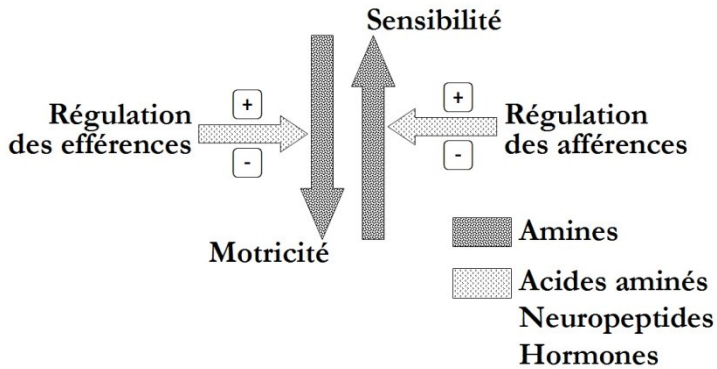 Sensibilité
+
+
Régulation
des efférences
Régulation
des afférences
-
-
Motricité
Amines
Acides aminés
Neuropeptides
Hormones